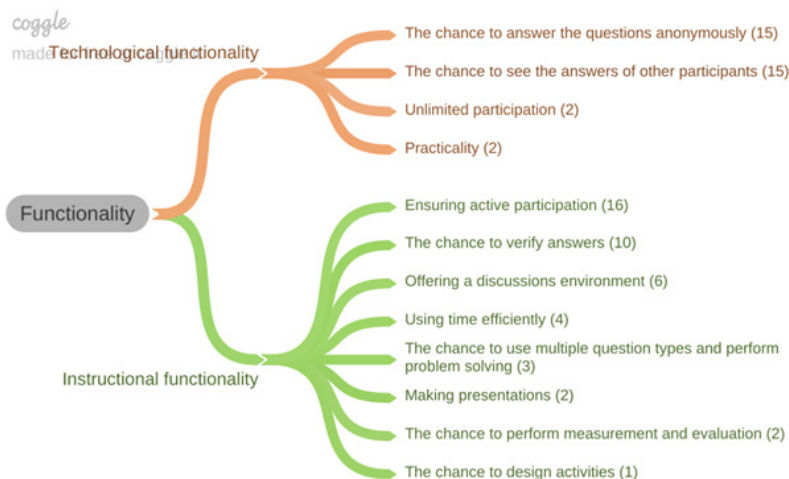 coggle
made
Technological functionality
The chance to answer the questions anonymously (15)
The chance to see the answers of other participants (15)
Unlimited participation (2)
Practicality (2)
Functionality
Ensuring active participation (16)
The chance to verify answers (10)
Offering a discussions environment (6)
Using time efficiently (4)
The chance to use multiple question types and perform
problem solving (3)
Instructional functionality
Making presentations (2)
The chance to perform measurement and evaluation (2)
The chance to design activities (1)